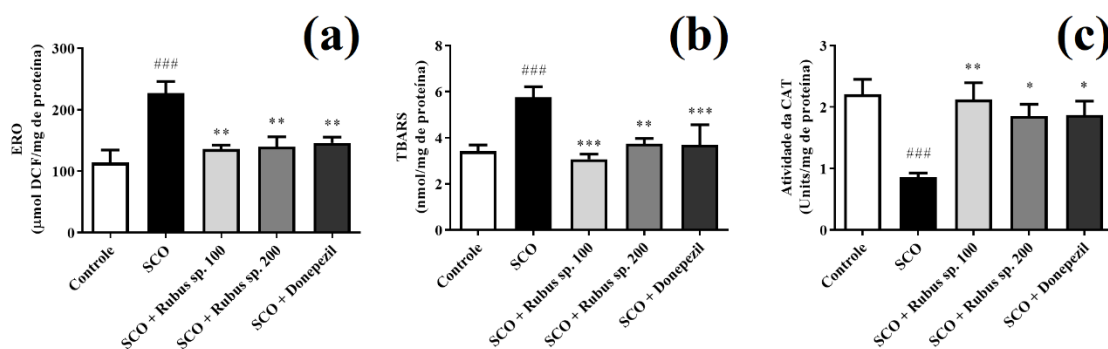 (a)
ERO
(µmol DCF/mg de proteína)
300
200
100
0
###
**
**
**
Controle
SCO
SCO + Rubus sp. 100
SCO + Rubus sp. 200
SCO + Donepezil
(b)
TBARS
(nmol/mg de proteína)
8
6
4
2
0
###
***
**
***
Controle
SCO
SCO + Rubus sp. 100
SCO + Rubus sp. 200
SCO + Donepezil
(c)
Atividade da CAT
(Units/mg de proteína)
3
2
1
0
###
**
*
*
Controle
SCO
SCO + Rubus sp. 100
SCO + Rubus sp. 200
SCO + Donepezil